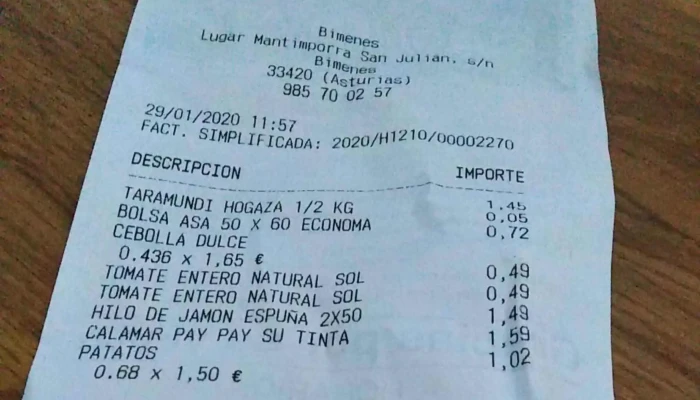 Bimenes
Lugar Mantimporra San Julian. s/n
Bimenes
33420 (Asturias)
985 70 02 57
29/01/2020 11:57
FACT. SIMPLIFICADA: 2020/H1210/00002270
DESCRIPCION IMPORTE
TARAMUNDI HOGAZA 1/2 KG 1.45
BOLSA ASA 50 X 60 ECONOMA 0,05
CEBOLLA DULCE 0,72
0.436 x 1,65 €
TOMATE ENTERO NATURAL SOL 0,49
TOMATE ENTERO NATURAL SOL 0,49
HILO DE JAMON ESPUÑA 2X50 1,49
CALAMAR PAY PAY SU TINTA 1,59
PATATOS 1,02
0.68 x 1,50 €